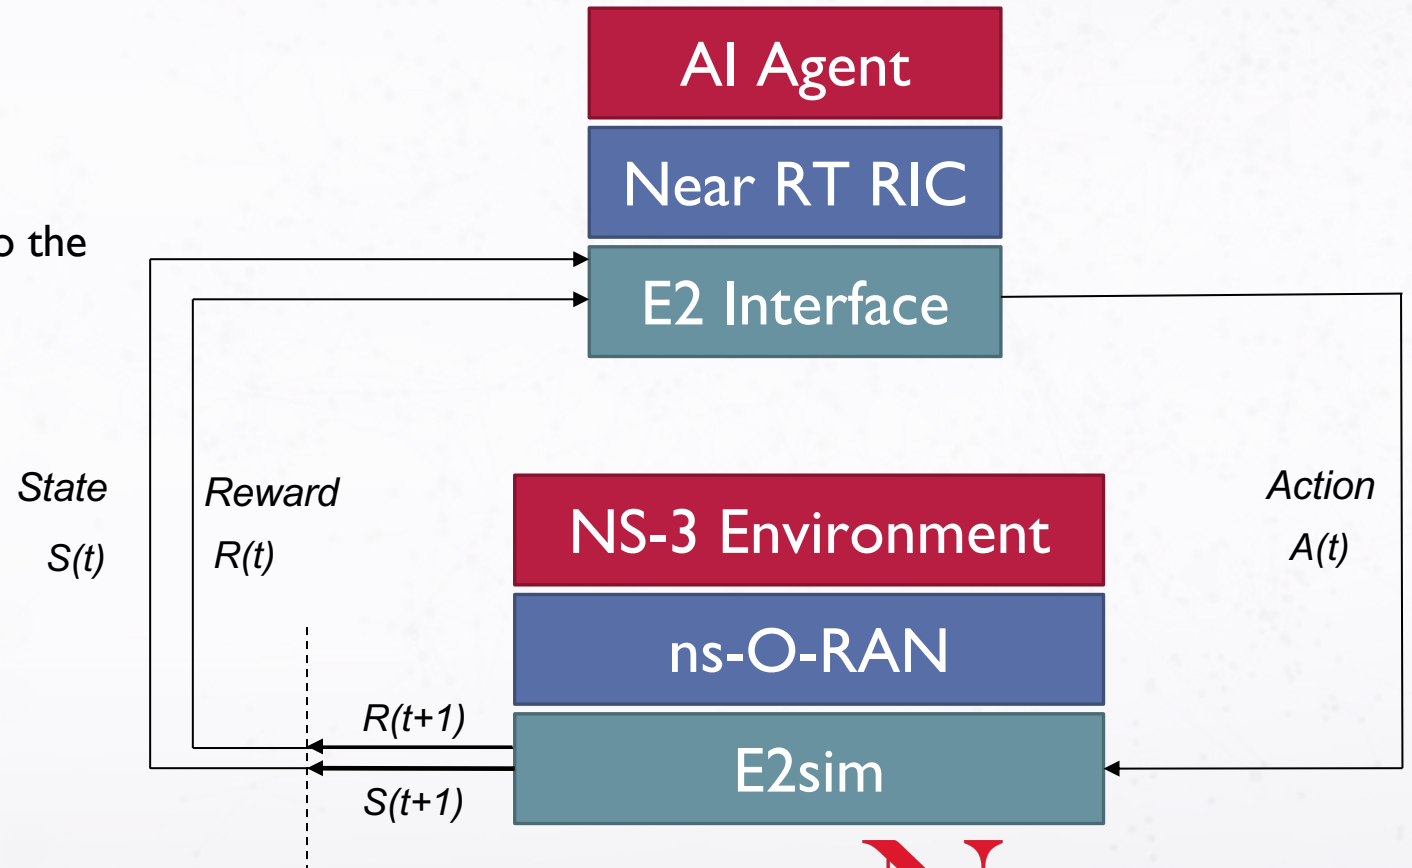 AI Agent
Near RT RIC
o the
E2 Interface
State
S(t)
Reward
R(t)
Action
A(t)
NS-3 Environment
ns-O-RAN
R(t+1)
E2sim
S(t+1)
N